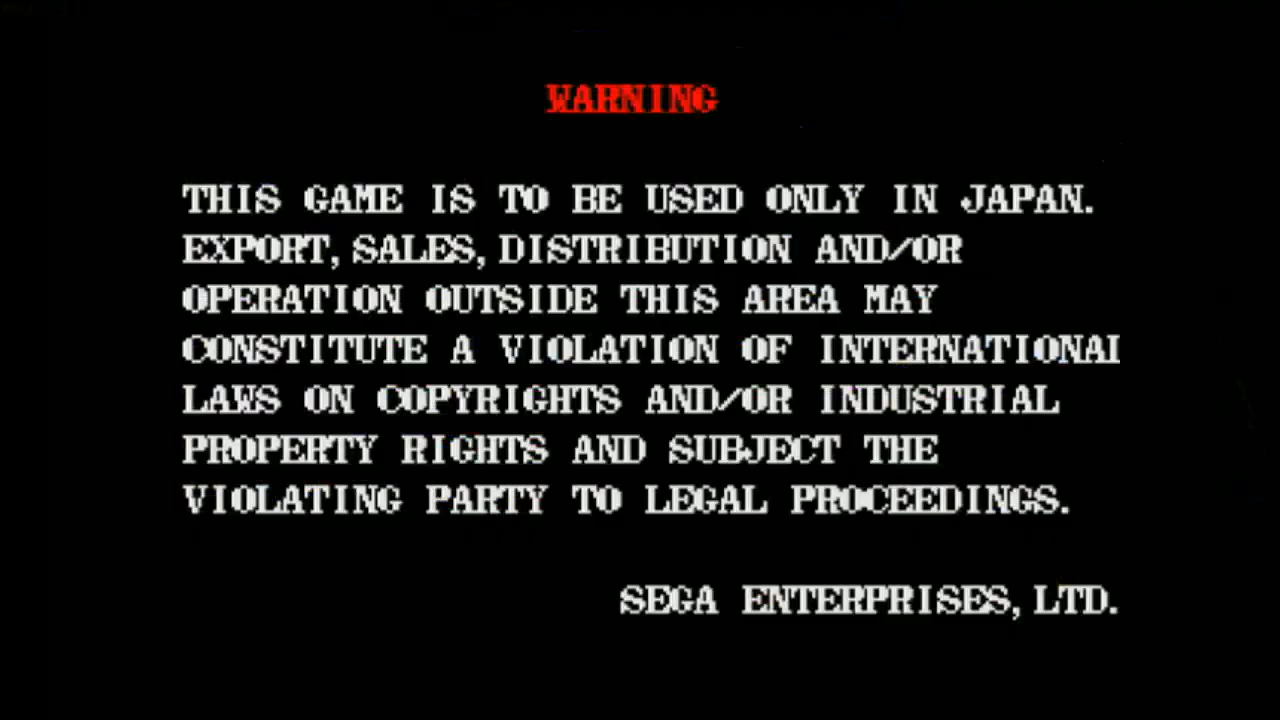 WARNING
THIS GAME IS TO BE USED ONLY IN JAPAN.
EXPORT, SALES, DISTRIBUTION AND/OR
OPERATION OUTSIDE THIS AREA MAY
CONSTITUTE A VIOLATION OF INTERNATIONAL
LAWS ON COPYRIGHTS AND/OR INDUSTRIAL
PROPERTY RIGHTS AND SUBJECT THE
VIOLATING PARTY TO LEGAL PROCEEDINGS.
SEGA ENTERPRISES, LTD.